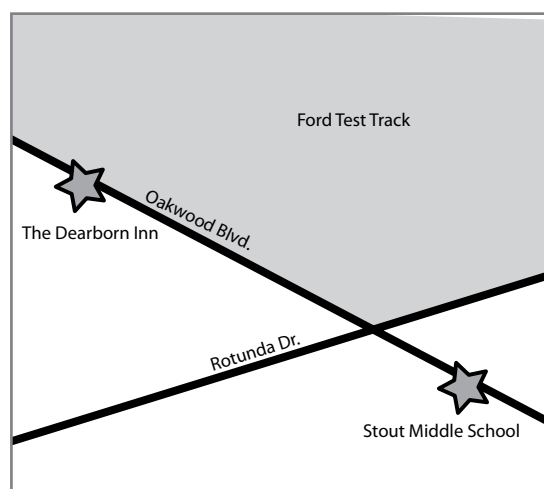 Ford Test Track
Oakwood Blvd.
The Dearborn Inn
Rotunda Dr.
Stout Middle School